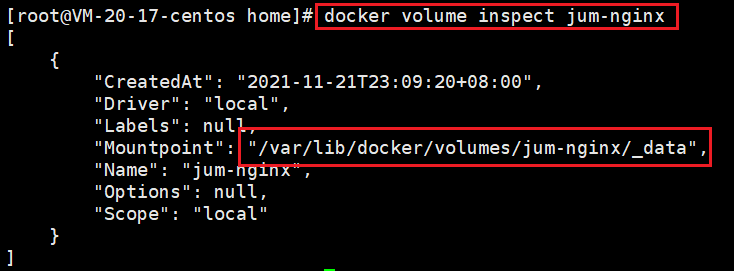 [root@VM-20-17-centos home]# docker volume inspect jum-nginx
[
    {
        "CreatedAt": "2021-11-21T23:09:20+08:00",
        "Driver": "local",
        "Labels": null,
        "Mountpoint": "/var/lib/docker/volumes/jum-nginx/_data",
        "Name": "jum-nginx",
        "Options": null,
        "Scope": "local"
    }
]